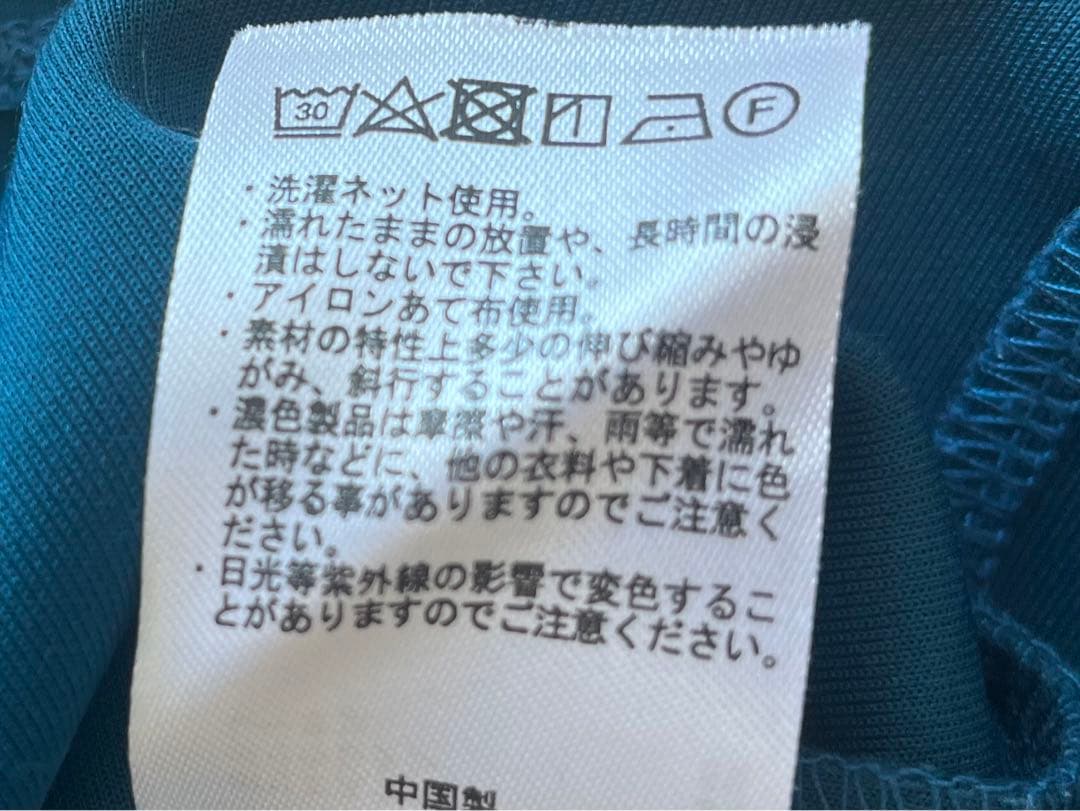 30 F
・洗濯ネット使用。
・濡れたままの放置や、長時間の浸
漬はしないで下さい。
・アイロンあて布使用。
・素材の特性上多少の伸び縮みやゆ
がみ、斜行することがあります。
・濃色製品は摩擦や汗、雨等で濡れ
た時などに、他の衣料や下着に色
が移る事がありますのでご注意く
ださい。
・日光等紫外線の影響で変色するこ
とがありますのでご注意ください。
中国製